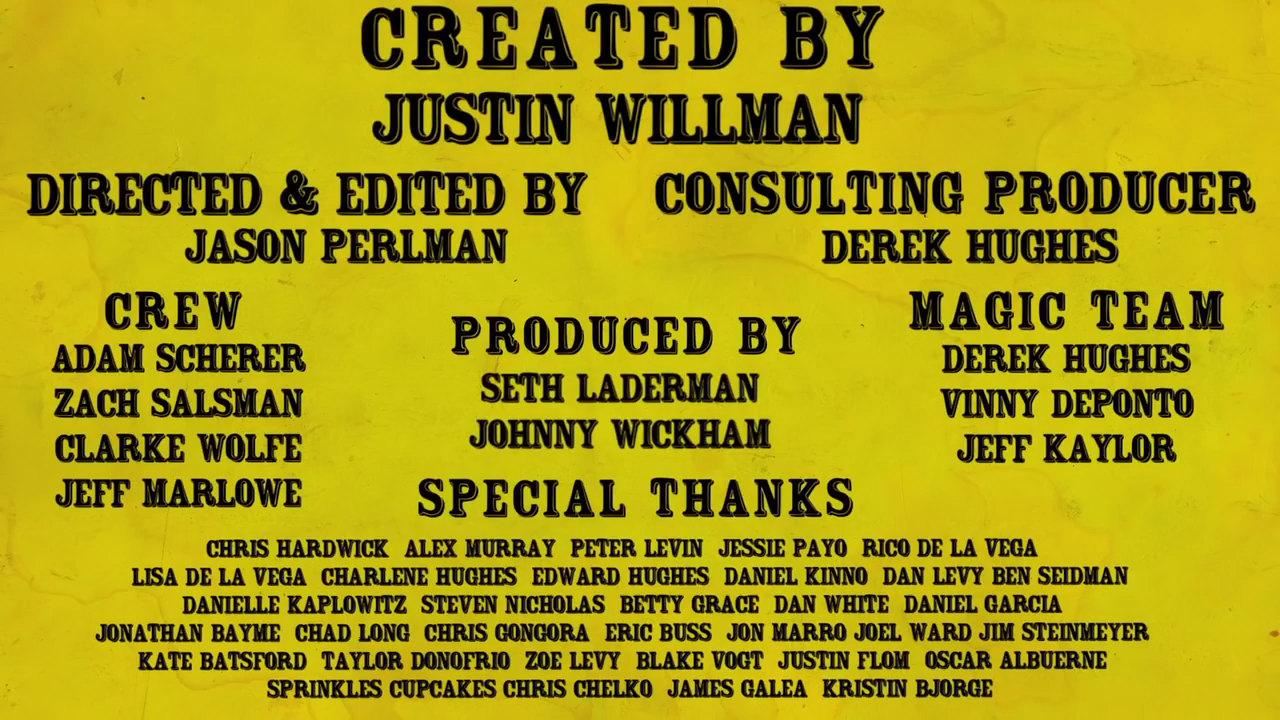 CREATED BY
JUSTIN WILLMAN
DIRECTED & EDITED BY
JASON PERLMAN
CONSULTING PRODUCER
DEREK HUGHES
CREW
ADAM SCHERER
ZACH SALSMAN
CLARKE WOLFE
JEFF MARLOWE
PRODUCED BY
SETH LADERMAN
JOHNNY WICKHAM
MAGIC TEAM
DEREK HUGHES
VINNY DEPONTO
JEFF KAYLOR
SPECIAL THANKS
CHRIS HARDWICK ALEX MURRAY PETER LEVIN JESSIE PAYO RICO DE LA VEGA
LISA DE LA VEGA CHARLENE HUGHES EDWARD HUGHES DANIEL KINNO DAN LEVY BEN SEIDMAN
DANIELLE KAPLOWITZ STEVEN NICHOLAS BETTY GRACE DAN WHITE DANIEL GARCIA
JONATHAN BAYME CHAD LONG CHRIS GONGORA ERIC BUSS JON MARRO JOEL WARD JIM STEINMEYER
KATE BATSFORD TAYLOR DONOFRIO ZOE LEVY BLAKE VOGT JUSTIN FLOM OSCAR ALBUERNE
SPRINKLES CUPCAKES CHRIS CHELKO JAMES GALEA KRISTIN BJORGE